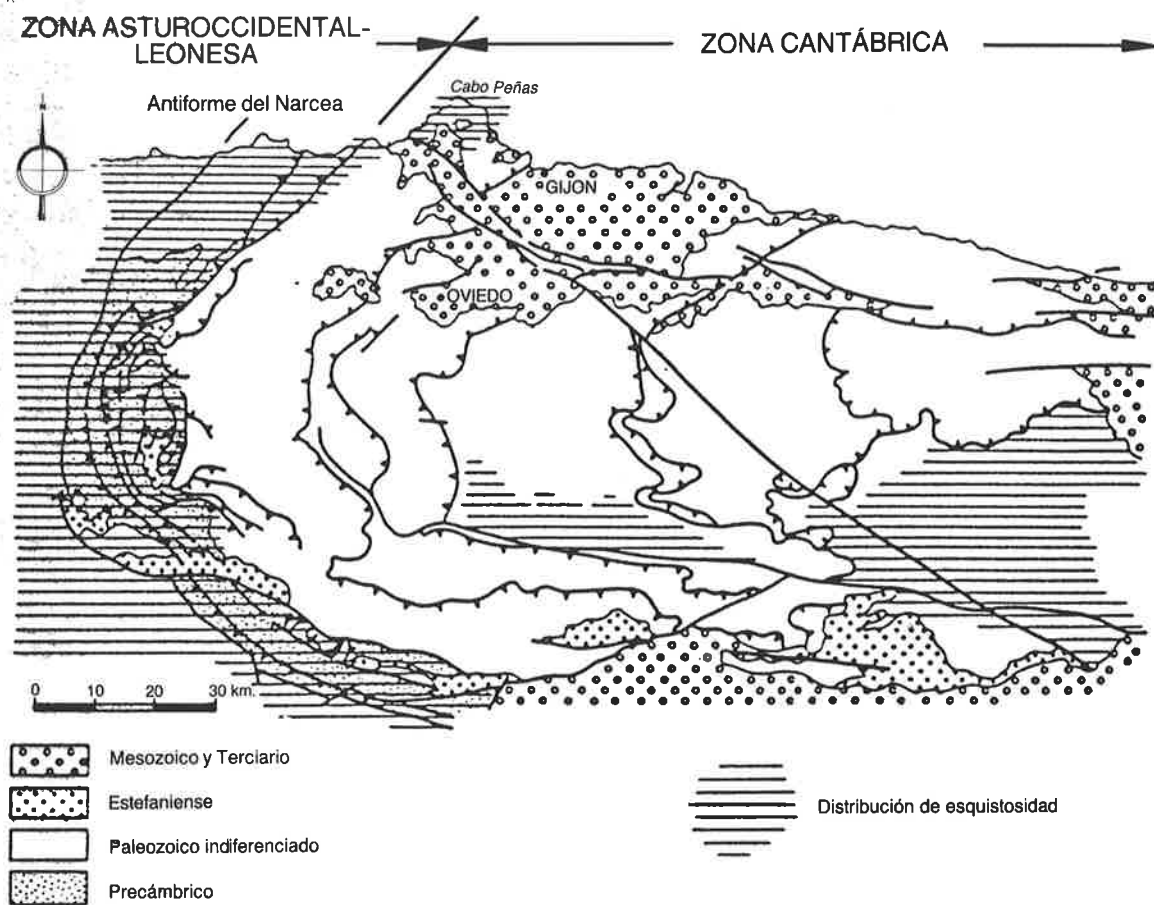 ZONA ASTUROCCIDENTAL-
LEONESA
ZONA CANTÁBRICA
Cabo Peñas
Antiforme del Narcea
N
GIJON
OVIEDO
0 10 20 30 km.
Mesozoico y Terciario
Estefaniense
Paleozoico indiferenciado
Precámbrico
Distribución de esquistosidad